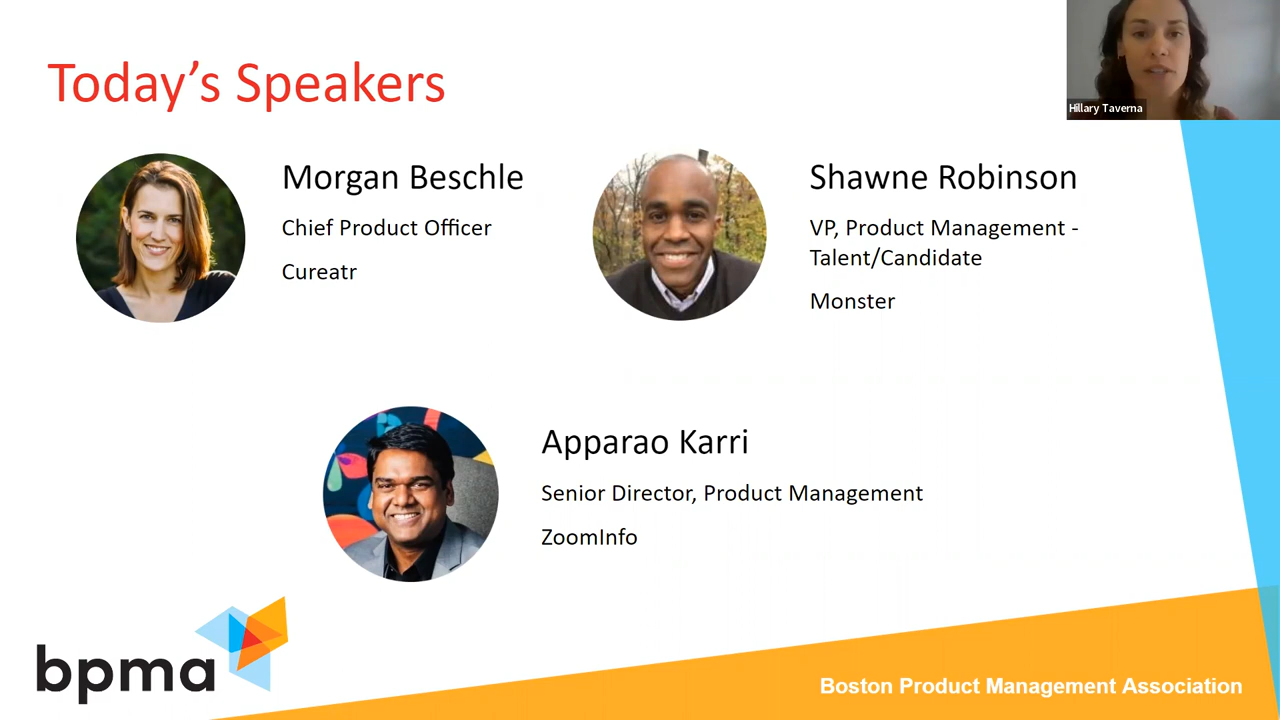 Today’s Speakers
Hillary Taverna
Morgan Beschle
Chief Product Officer
Cureatr
Shawne Robinson
VP, Product Management -
Talent/Candidate
Monster
Apparao Karri
Senior Director, Product Management
ZoomInfo
bpma
Boston Product Management Association